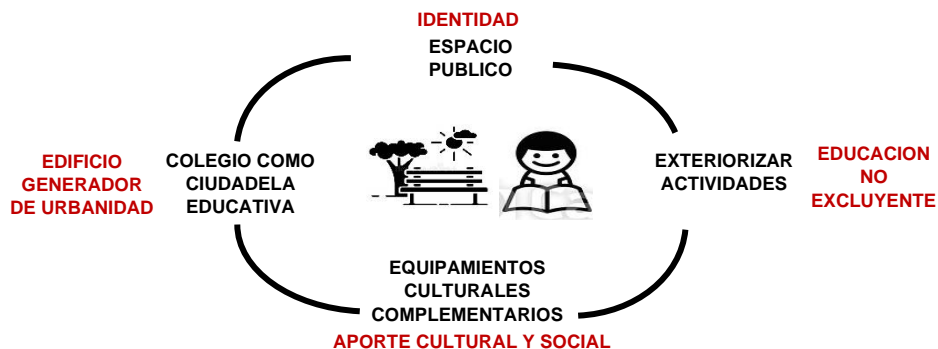 IDENTIDAD
ESPACIO
PUBLICO
EDIFICIO
GENERADOR
DE URBANIDAD
COLEGIO COMO
CIUDADELA
EDUCATIVA
EXTERIORIZAR
ACTIVIDADES
EDUCACION
NO
EXCLUYENTE
EQUIPAMIENTOS
CULTURALES
COMPLEMENTARIOS
APORTE CULTURAL Y SOCIAL